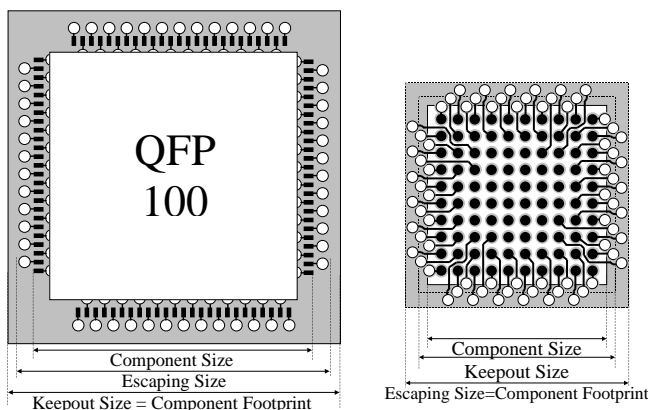 QFP
100
Component Size
Escaping Size
Keepout Size = Component Footprint
Component Size
Keepout Size
Escaping Size=Component Footprint